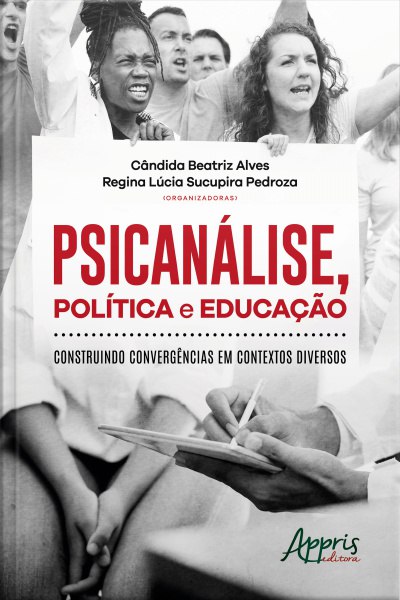 Cândida Beatriz Alves
Regina Lúcia Sucupira Pedroza
(ORGANIZADORAS)
PSICANÁLISE,
POLÍTICA e EDUCAÇÃO
CONSTRUINDO CONVERGÊNCIAS EM CONTEXTOS DIVERSOS
Appris
editora